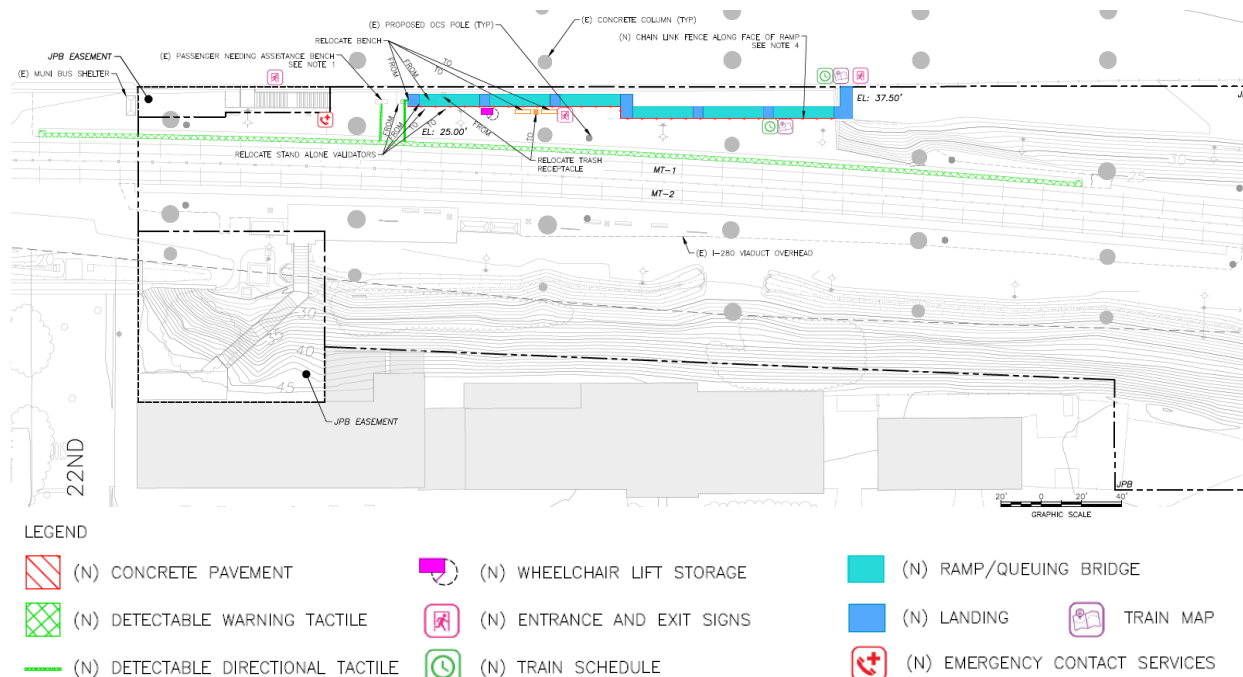 (E) PROPOSED OCS POLE (TYP)
(E) CONCRETE COLUMN (TYP)
(N) CHAIN LINK FENCE ALONG FACE OF RAMP
SEE NOTE 4
RELOCATE BENCH
JPB EASEMENT
(E) PASSENGER NEEDING ASSISTANCE BENCH
SEE NOTE 1
(E) MUNI BUS SHELTER
FROM
FROM
TO
TO
TO
TO
EL: 37.50'
FROM
FROM
TO
TO
EL: 25.00'
FROM
TO
RELOCATE STAND ALONE VALIDATORS
RELOCATE TRASH
RECEPTACLE
MT-1
MT-2
30
25
(E) I-280 VIADUCT OVERHEAD
20
30
35
40
45
JPB EASEMENT
22ND
JPB
20' 0 20' 40'
GRAPHIC SCALE
LEGEND
(N) CONCRETE PAVEMENT
(N) WHEELCHAIR LIFT STORAGE
(N) RAMP/QUEUING BRIDGE
(N) DETECTABLE WARNING TACTILE
(N) ENTRANCE AND EXIT SIGNS
(N) LANDING
TRAIN MAP
(N) DETECTABLE DIRECTIONAL TACTILE
(N) TRAIN SCHEDULE
(N) EMERGENCY CONTACT SERVICES